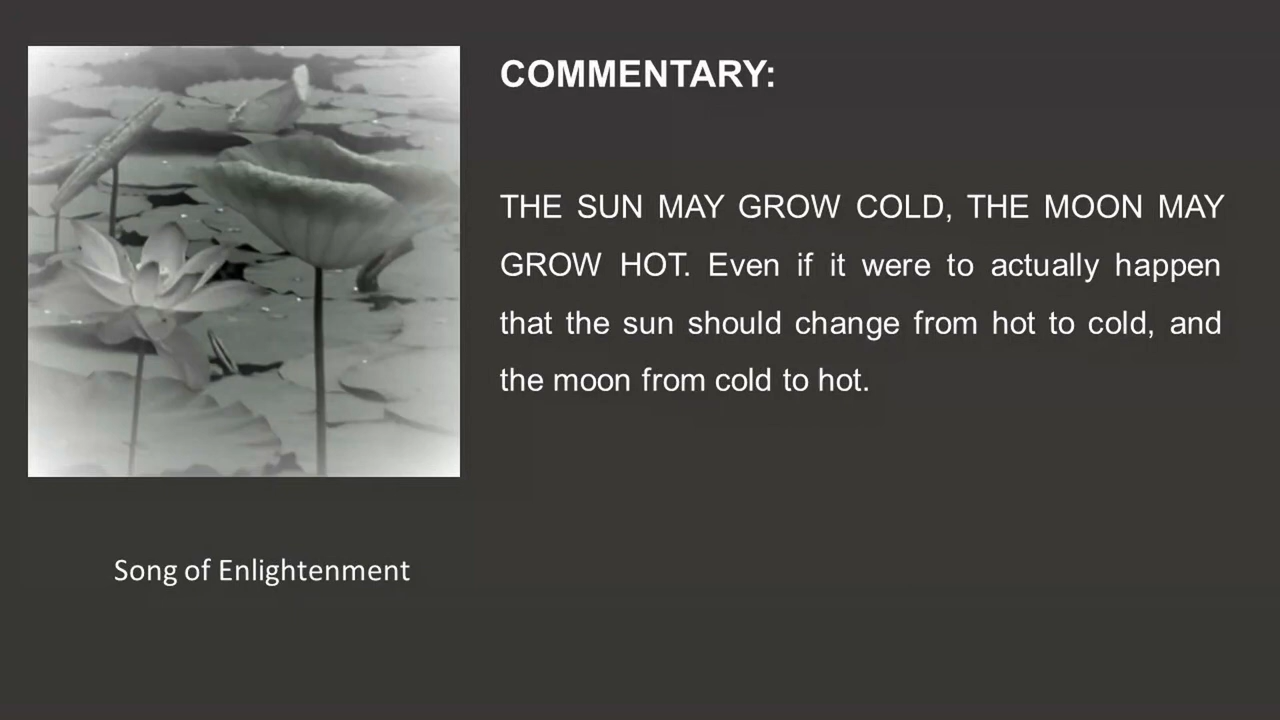 COMMENTARY:
THE SUN MAY GROW COLD, THE MOON MAY
GROW HOT. Even if it were to actually happen
that the sun should change from hot to cold, and
the moon from cold to hot.
Song of Enlightenment